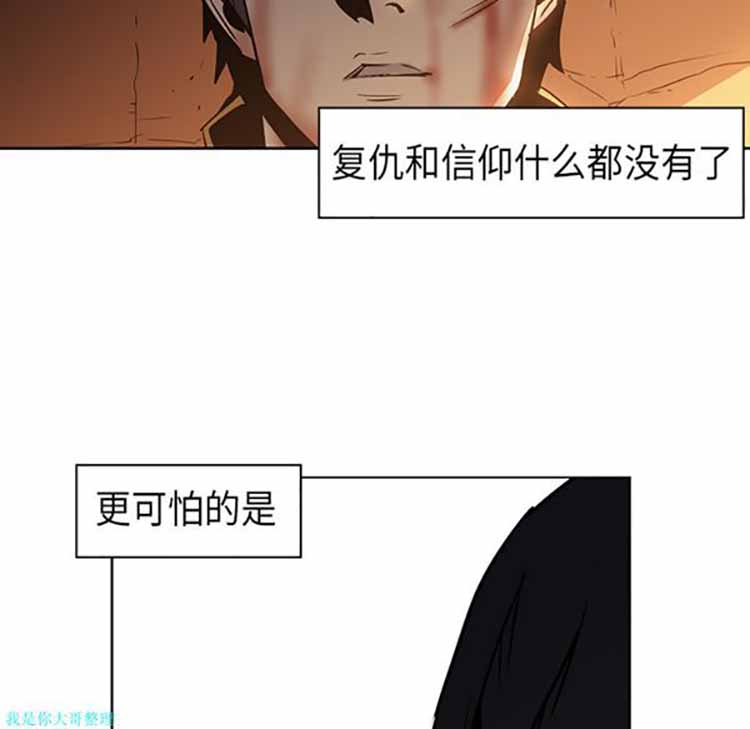 复仇和信仰什么都没有了
更可怕的是
我是你大哥整理